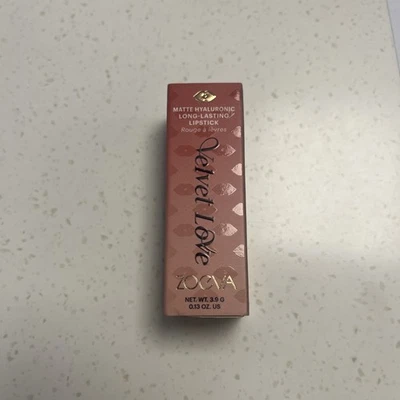 MATTE HYALURONIC
LONG-LASTING
LIPSTICK
Rouge à lèvres
Velvet Love
ZOEVA
NET. WT. 3.9 G
0.13 OZ. US